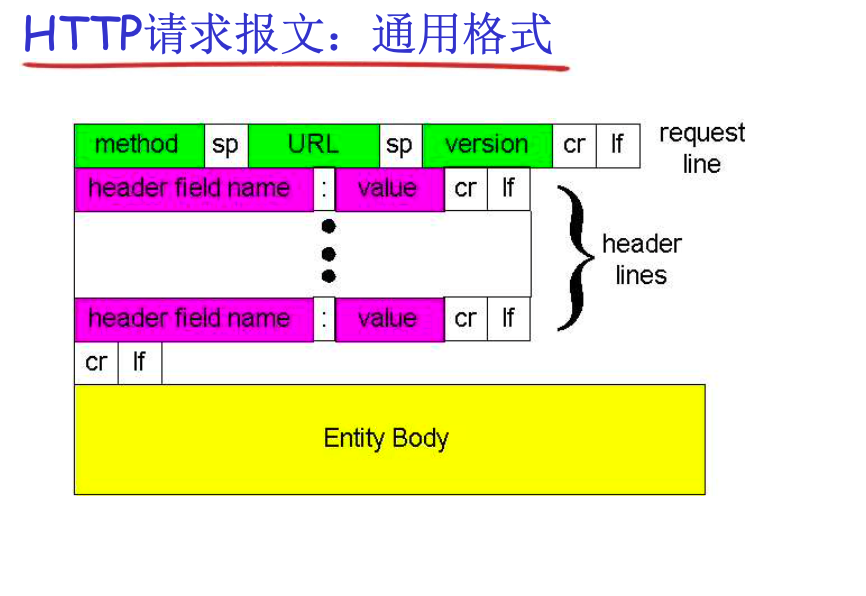 HTTP请求报文：通用格式
method sp URL sp version cr lf request line
header field name : value cr lf
header lines
header field name : value cr lf
cr lf
Entity Body